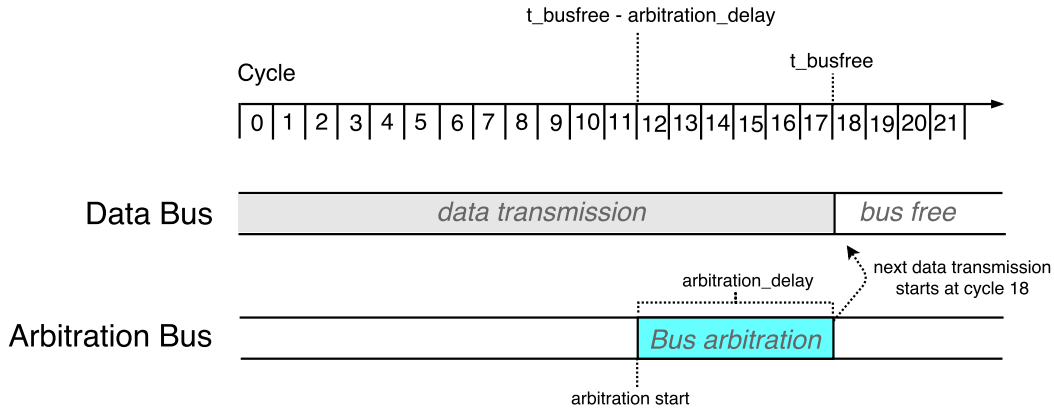 t_busfree - arbitration_delay
t_busfree
Cycle
0 1 2 3 4 5 6 7 8 9 10 11 12 13 14 15 16 17 18 19 20 21
Data Bus
data transmission
bus free
arbitration_delay
next data transmission
starts at cycle 18
Arbitration Bus
Bus arbitration
arbitration start